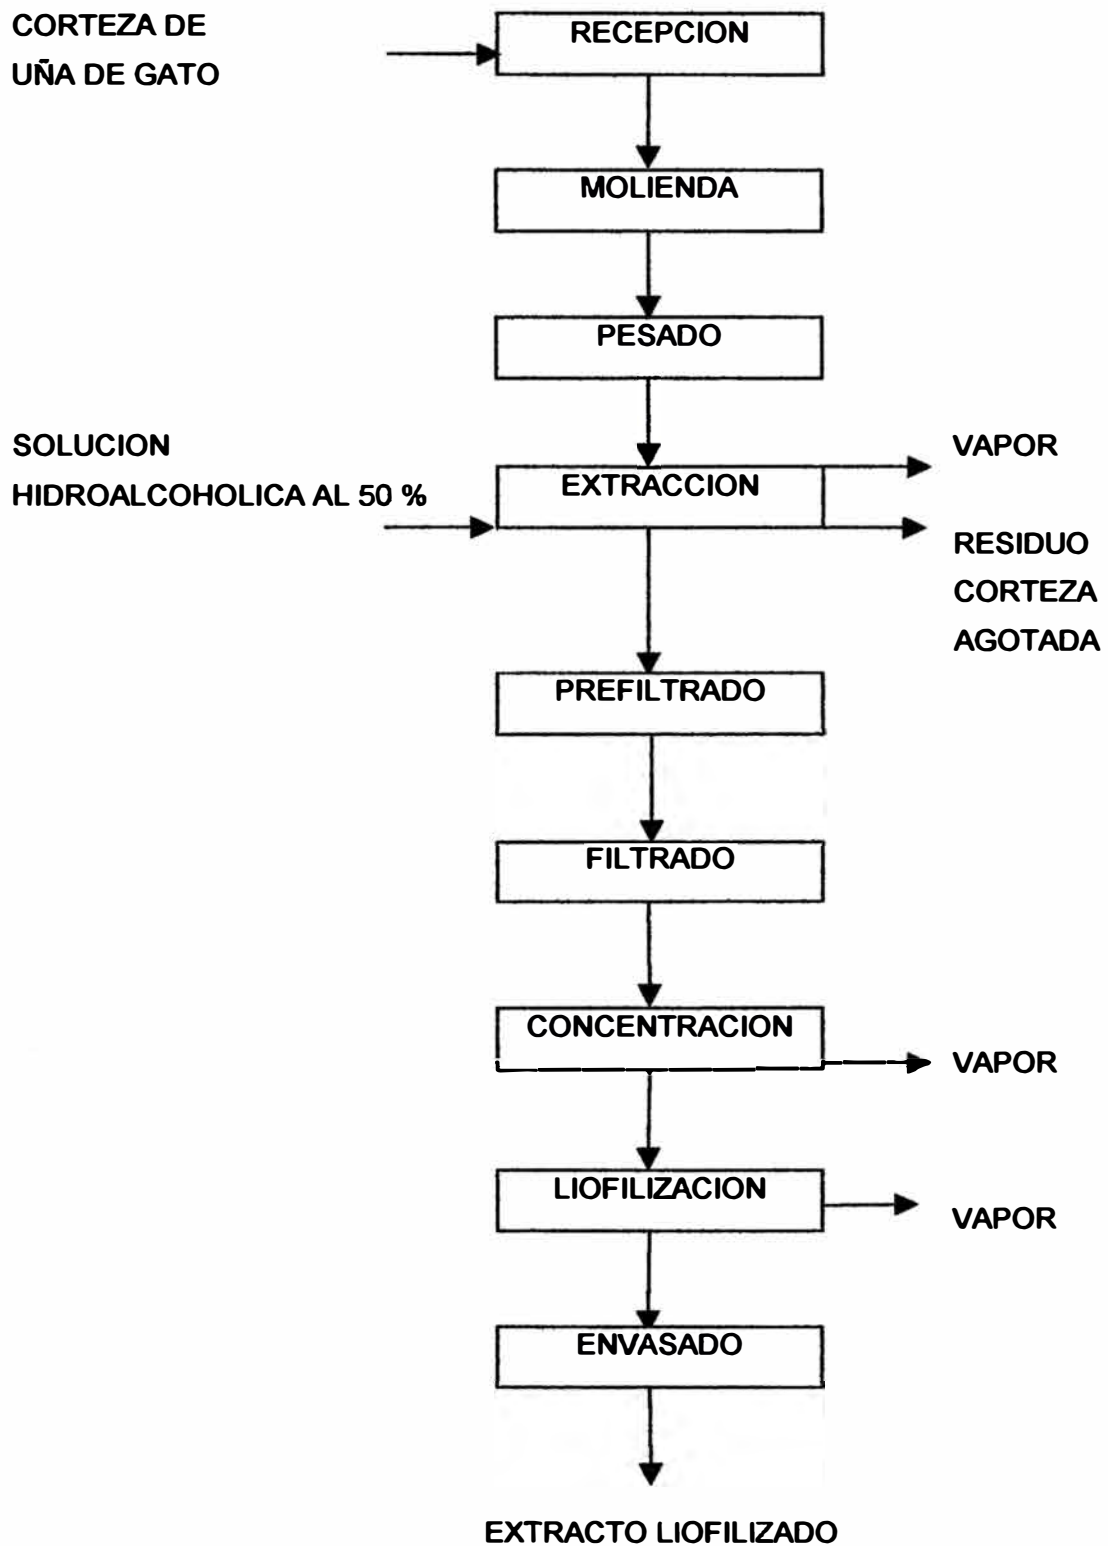 CORTEZA DE
UÑA DE GATO
RECEPCION
MOLIENDA
PESADO
SOLUCION
HIDROALCOHOLICA AL 50 %
EXTRACCION
VAPOR
RESIDUO
CORTEZA
AGOTADA
PREFILTRADO
FILTRADO
CONCENTRACION
VAPOR
LIOFILIZACION
VAPOR
ENVASADO
EXTRACTO LIOFILIZADO